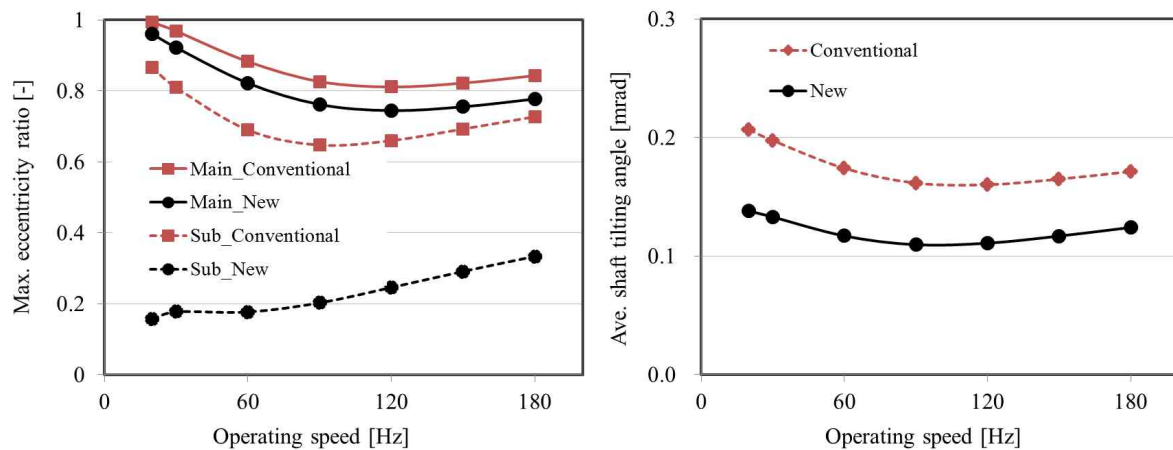 1
0.8
0.6
0.4
0.2
0
Max. eccentricity ratio [-]
Main_Conventional
Main_New
Sub_Conventional
Sub_New
0 60 120 180
Operating speed [Hz]
0.3
0.2
0.1
0.0
Ave. shaft tilting angle [mrad]
Conventional
New
0 60 120 180
Operating speed [Hz]